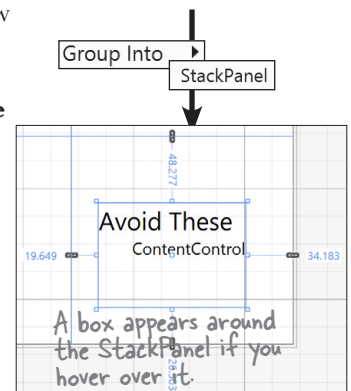 w
Group Into
StackPanel
e
48.277
Avoid These
ContentControl
19.649
34.183
A box appears around
the StackPanel if you
hover over it.